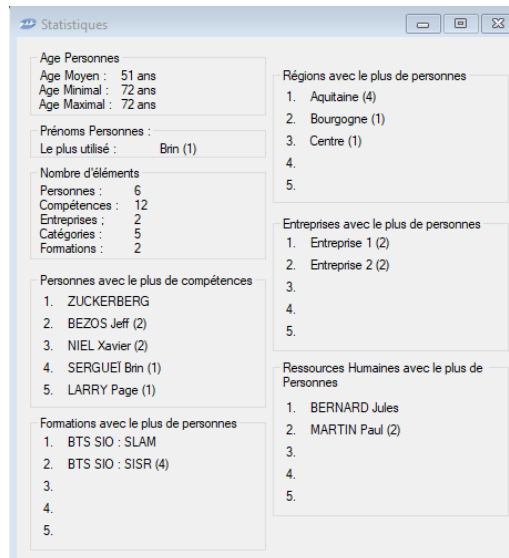 Statistiques
Age Personnes
Age Moyen : 51 ans
Age Minimal : 72 ans
Age Maximal : 72 ans
Prénoms Personnes :
Le plus utilisé : Brin (1)
Nombre d'éléments
Personnes : 6
Compétences : 12
Entreprises ; 2
Catégories : 5
Formations : 2
Personnes avec le plus de compétences
1. ZUCKERBERG
2. BEZOS Jeff (2)
3. NIEL Xavier (2)
4. SERGUEÏ Brin (1)
5. LARRY Page (1)
Formations avec le plus de personnes
1. BTS SIO : SLAM
2. BTS SIO : SISR (4)
3.
4.
5.
Régions avec le plus de personnes
1. Aquitaine (4)
2. Bourgogne (1)
3. Centre (1)
4.
5.
Entreprises avec le plus de personnes
1. Entreprise 1 (2)
2. Entreprise 2 (2)
3.
4.
5.
Ressources Humaines avec le plus de
Personnes
1. BERNARD Jules
2. MARTIN Paul (2)
3.
4.
5.